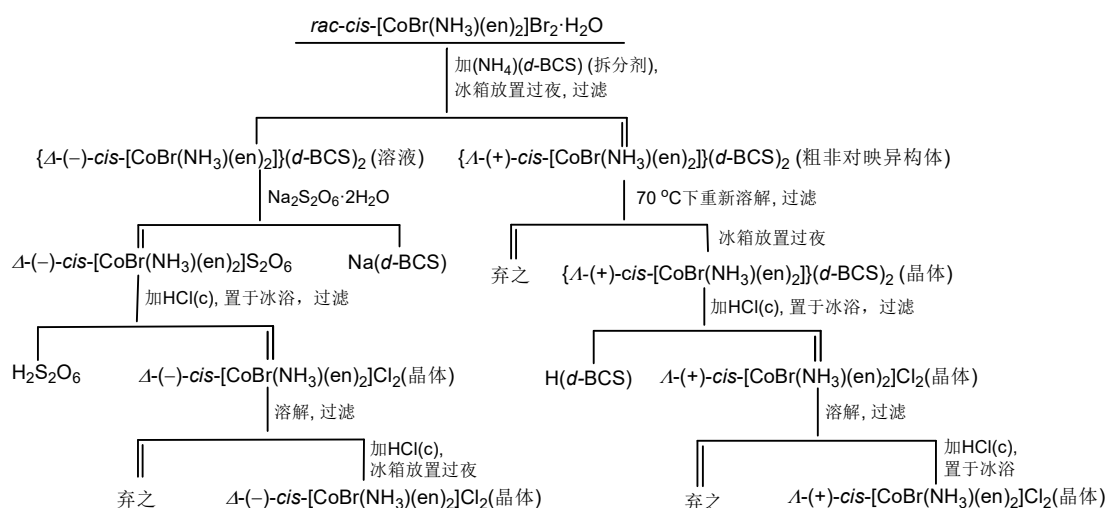 rac-cis-[CoBr(NH3)(en)2]Br2·H2O
加(NH4)(d-BCS) (拆分剂),
冰箱放置过夜, 过滤
{Δ-(−)-cis-[CoBr(NH3)(en)2]}(d-BCS)2 (溶液)
{Λ-(+)-cis-[CoBr(NH3)(en)2]}(d-BCS)2 (粗非对映异构体)
Na2S2O6·2H2O
70 °C下重新溶解, 过滤
Δ-(−)-cis-[CoBr(NH3)(en)2]S2O6
Na(d-BCS)
弃之
冰箱放置过夜
{Λ-(+)-cis-[CoBr(NH3)(en)2]}(d-BCS)2 (晶体)
加HCl(c), 置于冰浴，过滤
加HCl(c), 置于冰浴，过滤
H2S2O6
Δ-(−)-cis-[CoBr(NH3)(en)2]Cl2(晶体)
H(d-BCS)
Λ-(+)-cis-[CoBr(NH3)(en)2]Cl2(晶体)
溶解, 过滤
溶解, 过滤
加HCl(c),
冰箱放置过夜
加HCl(c),
置于冰浴
弃之
Δ-(−)-cis-[CoBr(NH3)(en)2]Cl2(晶体)
弃之
Λ-(+)-cis-[CoBr(NH3)(en)2]Cl2(晶体)